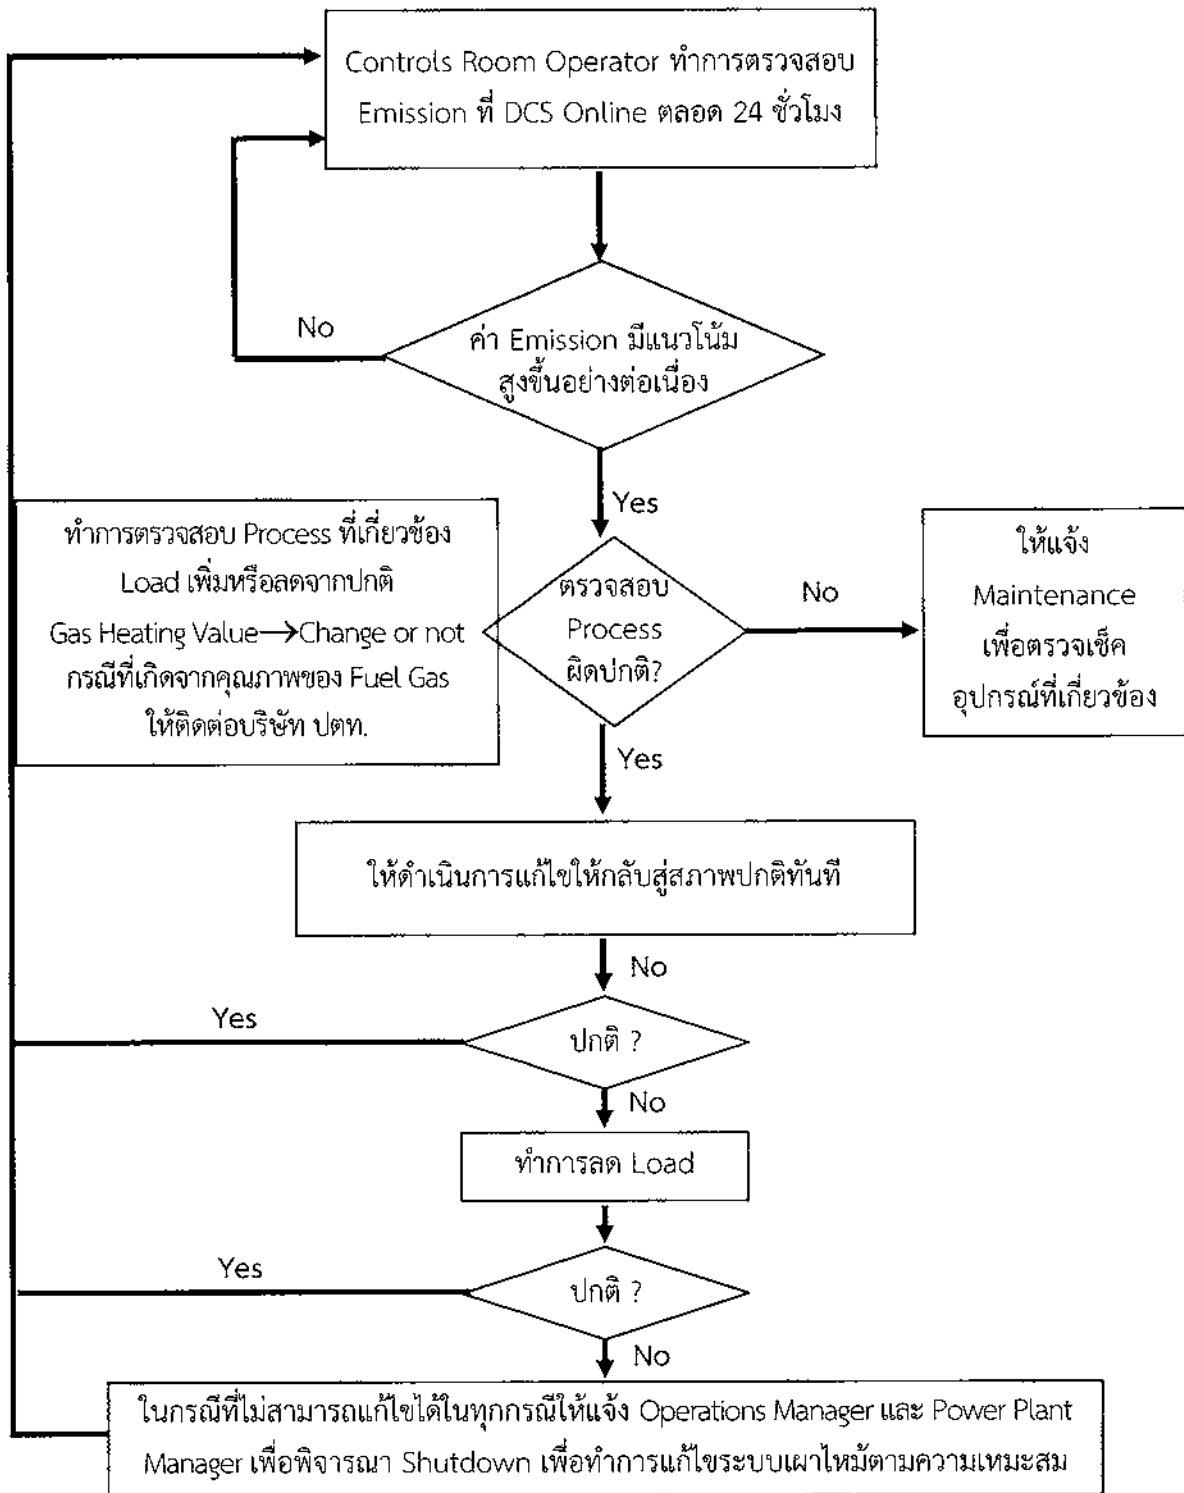 Controls Room Operator ทำการตรวจสอบ
Emission ที่ DCS Online ตลอด 24 ชั่วโมง
No
ค่า Emission มีแนวโน้ม
สูงขึ้นอย่างต่อเนื่อง
Yes
ทำการตรวจสอบ Process ที่เกี่ยวข้อง
Load เพิ่มหรือลดจากปกติ
Gas Heating Value→Change or not
กรณีที่เกิดจากคุณภาพของ Fuel Gas
ให้ติดต่อบริษัท ปตท.
ตรวจสอบ
Process
ผิดปกติ?
No
ให้แจ้ง
Maintenance
เพื่อตรวจเช็ค
อุปกรณ์ที่เกี่ยวข้อง
Yes
ให้ดำเนินการแก้ไขให้กลับสู่สภาพปกติทันที
No
Yes
ปกติ ?
No
ทำการลด Load
Yes
ปกติ ?
No
ในกรณีที่ไม่สามารถแก้ไขได้ในทุกกรณีให้แจ้ง Operations Manager และ Power Plant
Manager เพื่อพิจารณา Shutdown เพื่อทำการแก้ไขระบบเผาไหม้ตามความเหมาะสม